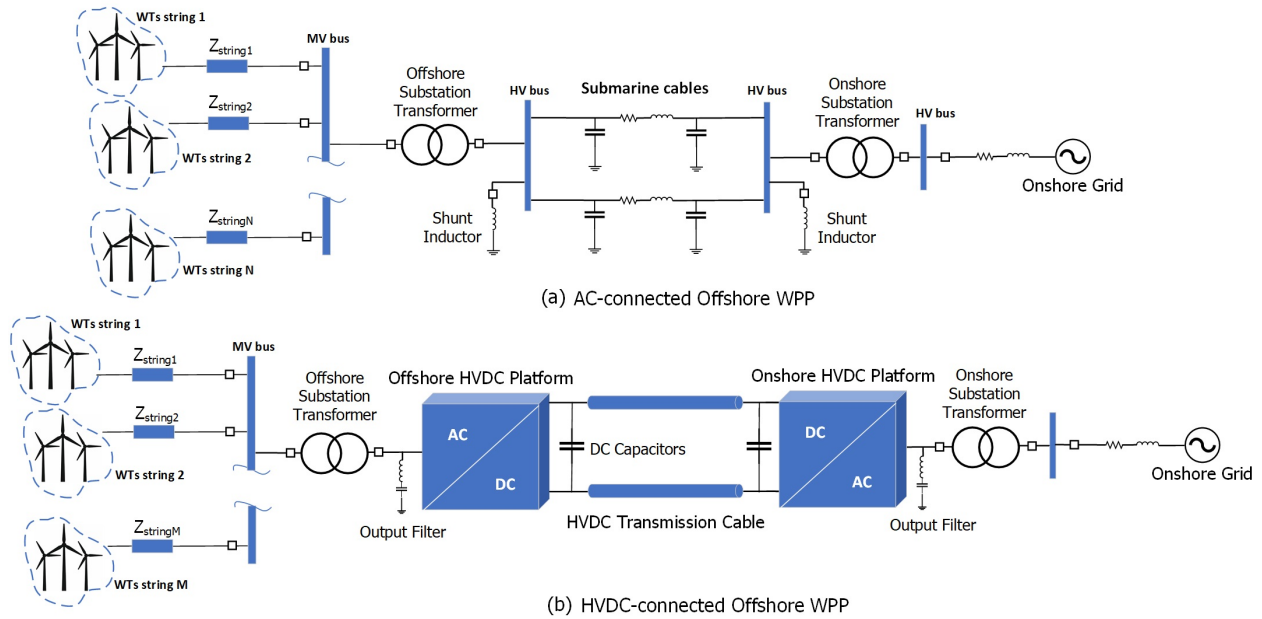 WTs string 1
Zstring1
MV bus
Offshore
Substation
Transformer
HV bus
Submarine cables
HV bus
Onshore
Substation
Transformer
HV bus
Zstring2
WTs string 2
Onshore Grid
ZstringN
WTs string N
Shunt
Inductor
Shunt
Inductor
(a) AC-connected Offshore WPP
WTs string 1
Zstring1
MV bus
Offshore
Substation
Transformer
Offshore HVDC Platform
Onshore HVDC Platform
Onshore
Substation
Transformer
Zstring2
WTs string 2
AC
DC
DC Capacitors
DC
AC
Onshore Grid
ZstringM
WTs string M
Output Filter
HVDC Transmission Cable
Output Filter
(b) HVDC-connected Offshore WPP